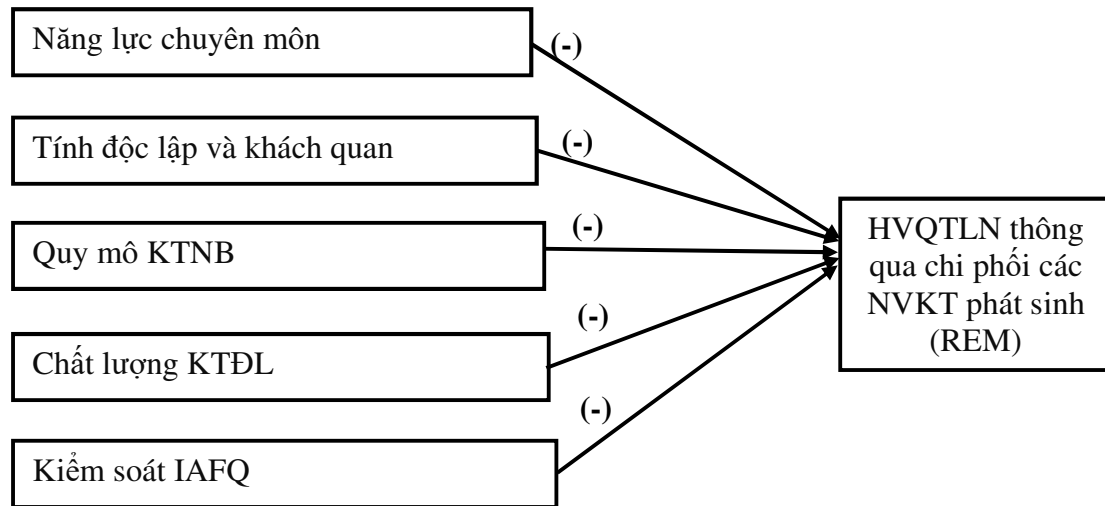 Năng lực chuyên môn
(-)
Tính độc lập và khách quan
(-)
Quy mô KTNB
(-)
Chất lượng KTĐL
(-)
Kiểm soát IAFQ
(-)
HVQTLN thông
qua chi phối các
NVKT phát sinh
(REM)